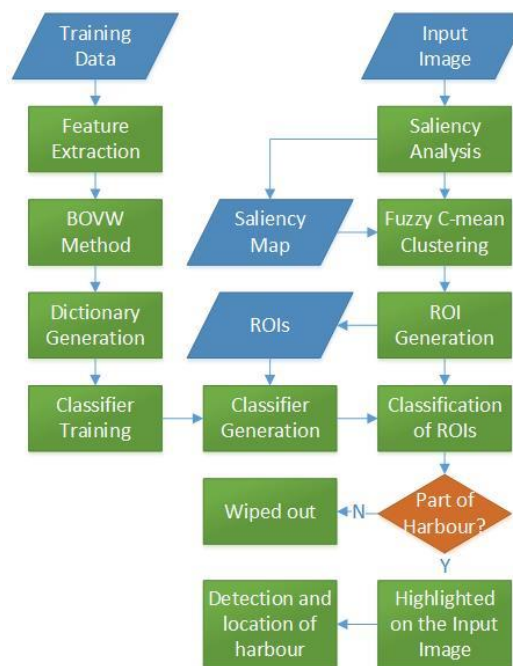 Training
Data
Input
Image
Feature
Extraction
Saliency
Analysis
BOVW
Method
Saliency
Map
Fuzzy C-mean
Clustering
Dictionary
Generation
ROIs
ROI
Generation
Classifier
Training
Classifier
Generation
Classification
of ROIs
Wiped out
N
Part of
Harbour?
Y
Detection and
location of
harbour
Highlighted
on the Input
Image